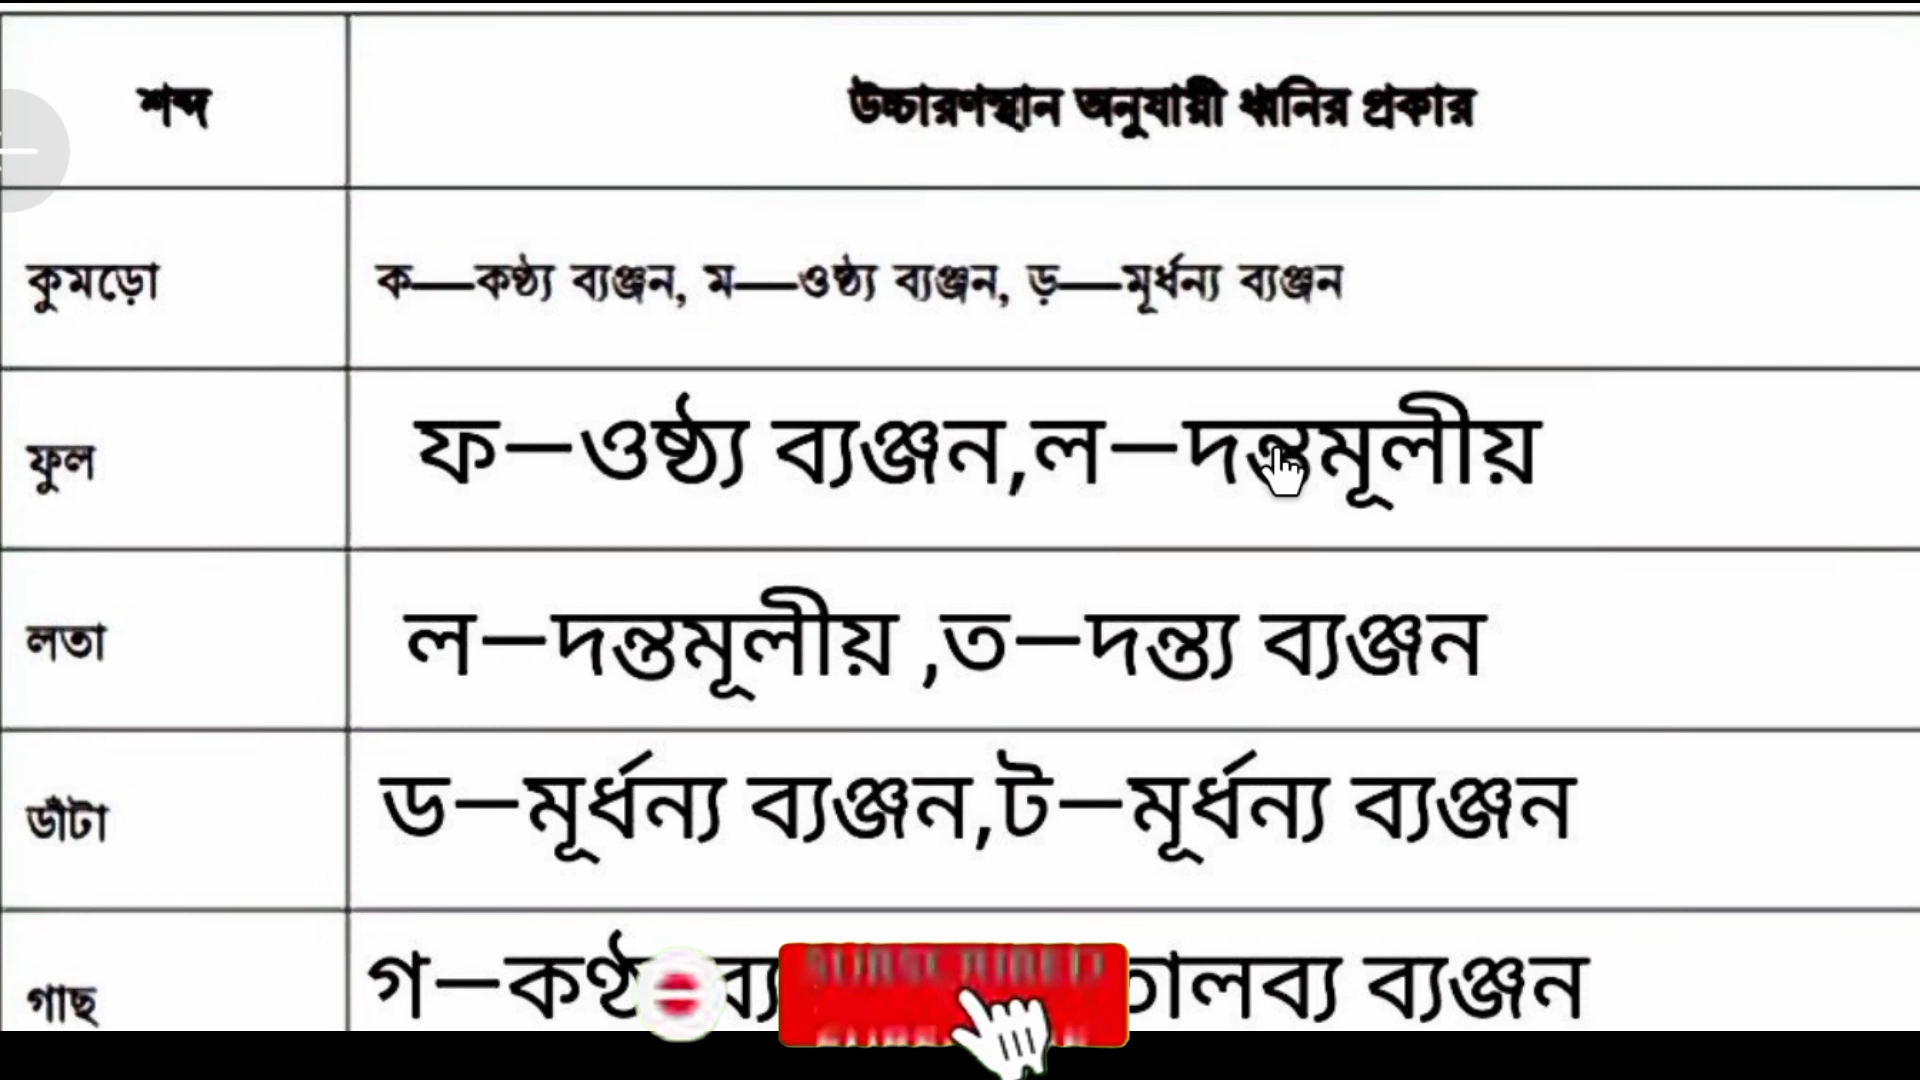 শব্দ
উচ্চারণস্থান অনুযায়ী ধ্বনির প্রকার
কুমড়ো
ক—কণ্ঠ্য ব্যঞ্জন, ম—ওষ্ঠ্য ব্যঞ্জন, ড়—মূর্ধন্য ব্যঞ্জন
ফুল
ফ–ওষ্ঠ্য ব্যঞ্জন,ল–দন্তমূলীয়
লতা
ল–দন্তমূলীয় ,ত–দন্ত্য ব্যঞ্জন
ডাঁটা
ড–মূর্ধন্য ব্যঞ্জন,ট–মূর্ধন্য ব্যঞ্জন
গাছ
গ–কণ্ঠ্য তালব্য ব্যঞ্জন
SUBSCRIBED